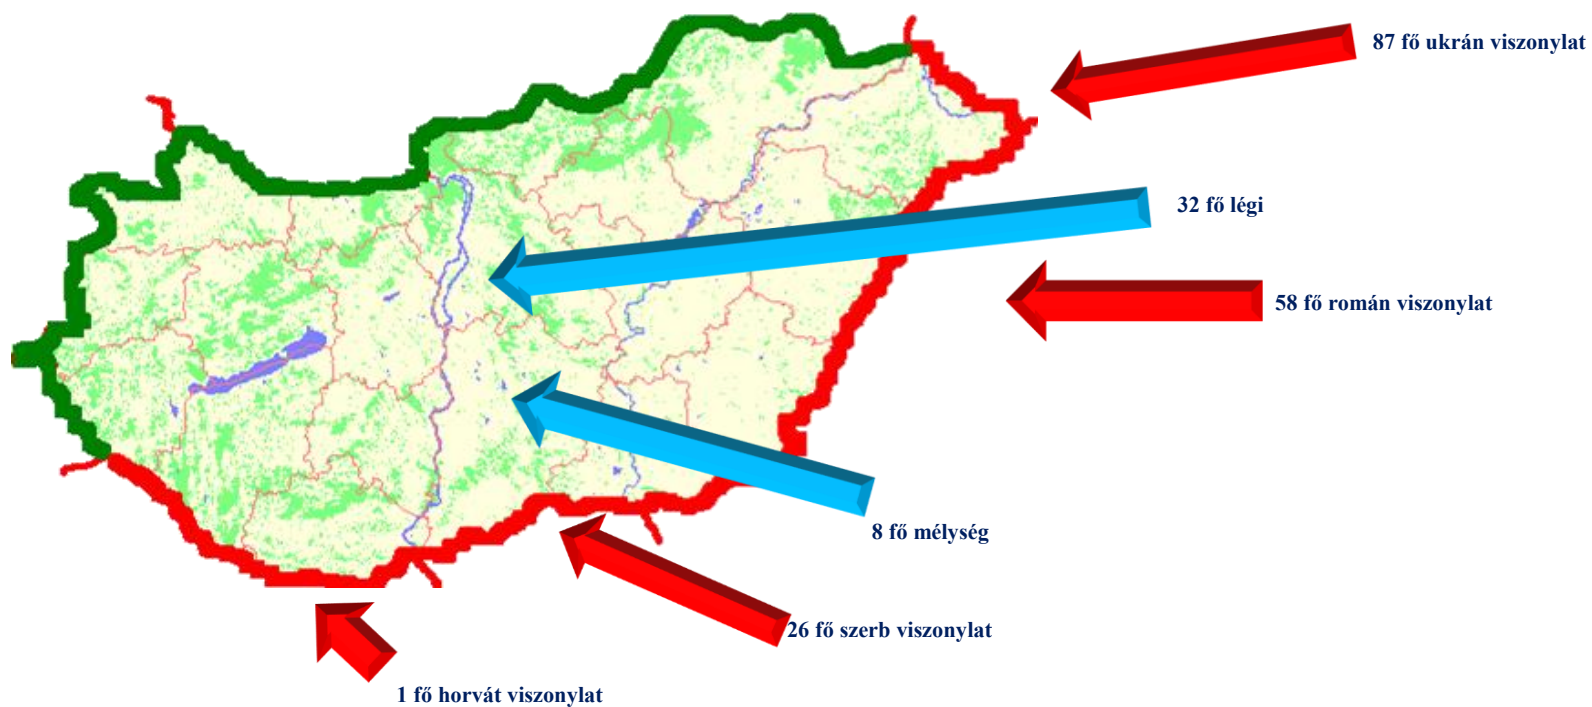 87 fő ukrán viszonylat
32 fő légi
58 fő román viszonylat
8 fő mélység
26 fő szerb viszonylat
1 fő horvát viszonylat